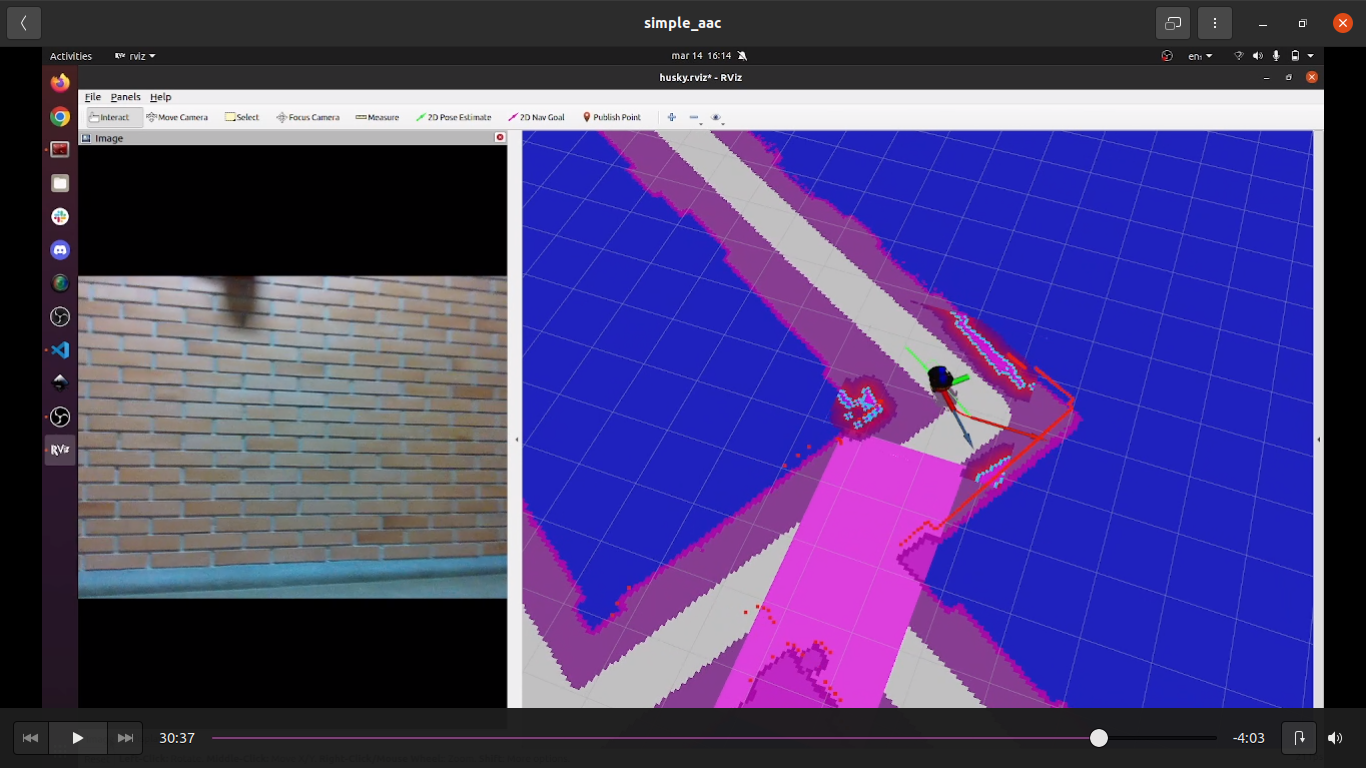 simple_aac
Activities
rviz
mar 14 16:14
en₁
husky.rviz* - RViz
File Panels Help
Interact Move Camera Select Focus Camera Measure 2D Pose Estimate 2D Nav Goal Publish Point
Image
RViz
30:37
-4:03